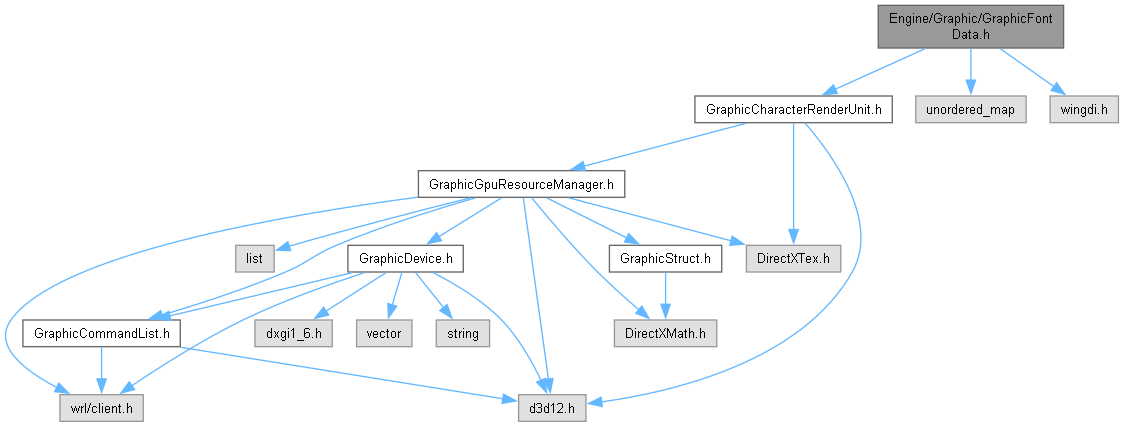 Engine/Graphic/GraphicFont
Data.h
GraphicCharacterRenderUnit.h
unordered_map
wingdi.h
GraphicGpuResourceManager.h
list
GraphicDevice.h
GraphicStruct.h
DirectXTex.h
GraphicCommandList.h
dxgi1_6.h
vector
string
DirectXMath.h
wrl/client.h
d3d12.h